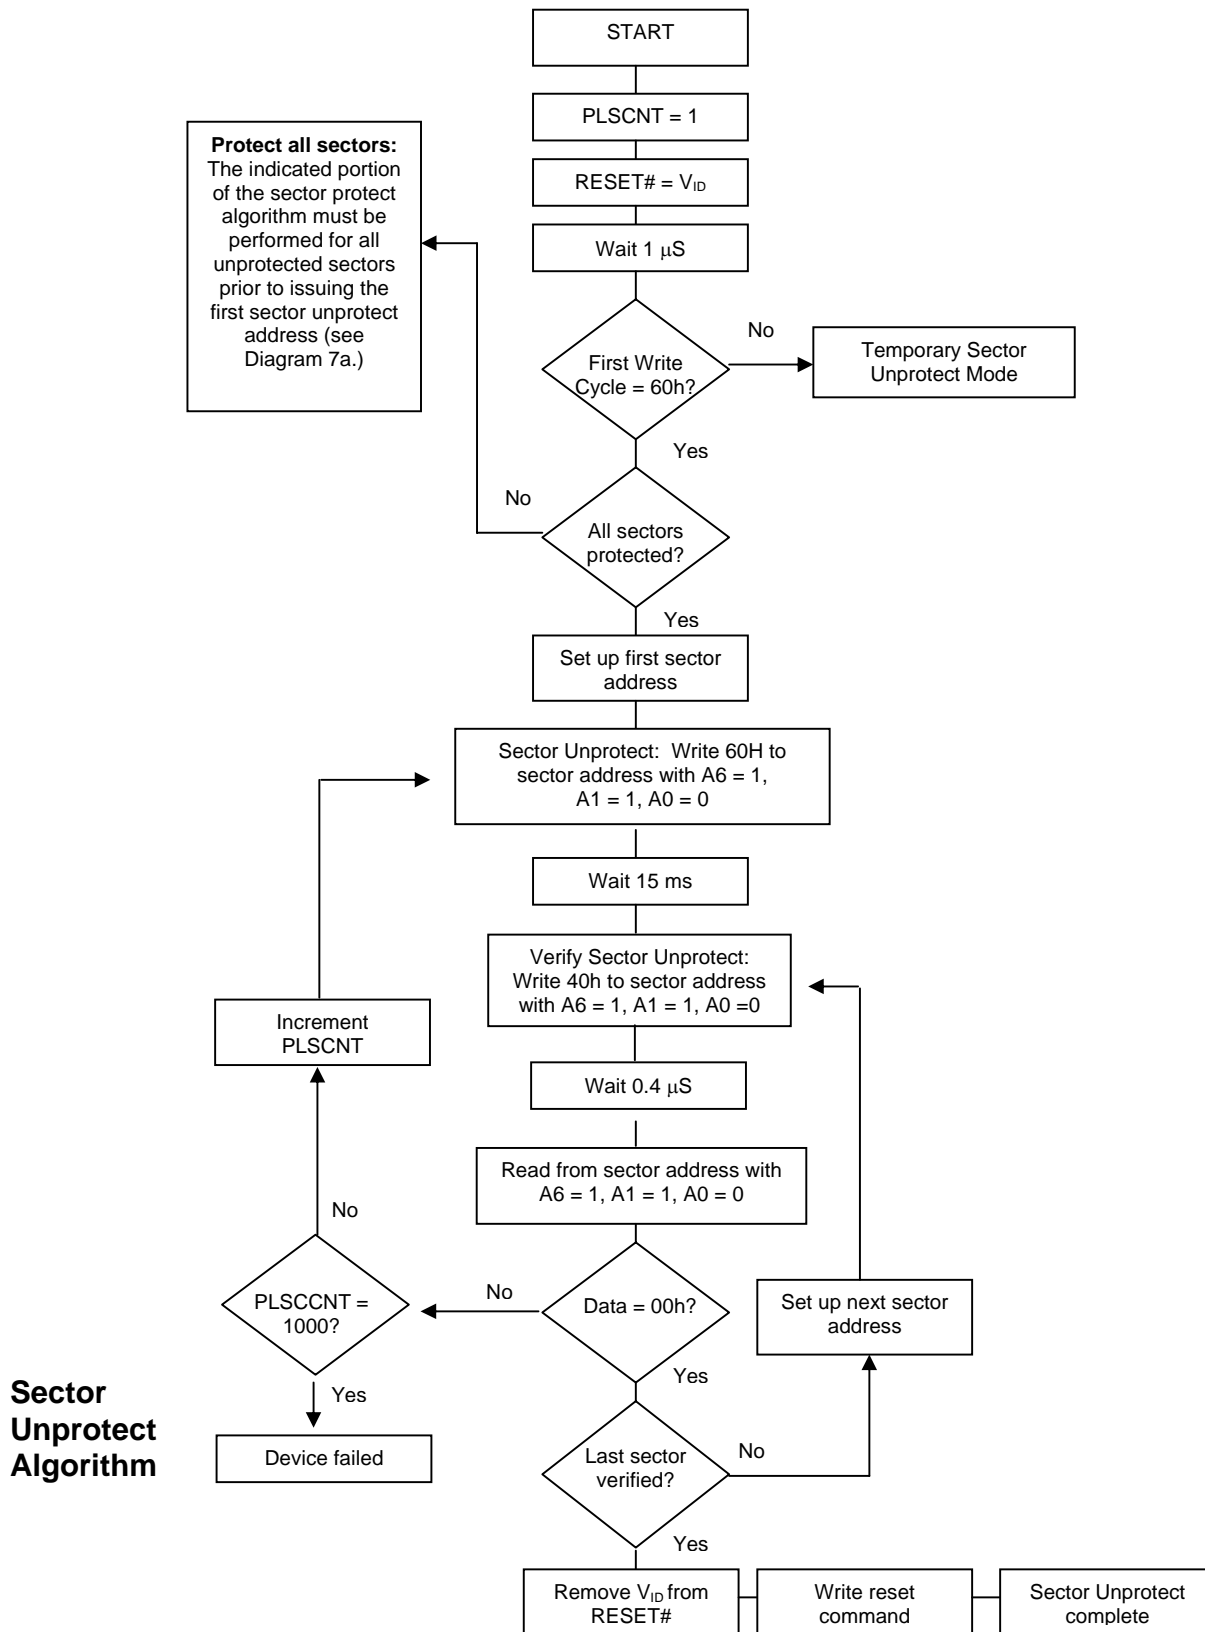 START
PLSCNT = 1
Protect all sectors:
The indicated portion
of the sector protect
algorithm must be
performed for all
unprotected sectors
prior to issuing the
first sector unprotect
address (see
Diagram 7a.)
RESET# = VID
Wait 1 μS
First Write
Cycle = 60h?
No
Temporary Sector
Unprotect Mode
Yes
No
All sectors
protected?
Yes
Set up first sector
address
Sector Unprotect: Write 60H to
sector address with A6 = 1,
A1 = 1, A0 = 0
Wait 15 ms
Verify Sector Unprotect:
Write 40h to sector address
with A6 = 1, A1 = 1, A0 =0
Increment
PLSCNT
Wait 0.4 μS
Read from sector address with
A6 = 1, A1 = 1, A0 = 0
No
PLSCCNT =
1000?
No
Data = 00h?
Set up next sector
address
Yes
Yes
Sector
Unprotect
Algorithm
Device failed
Last sector
verified?
No
Yes
Remove VID from
RESET#
Write reset
command
Sector Unprotect
complete